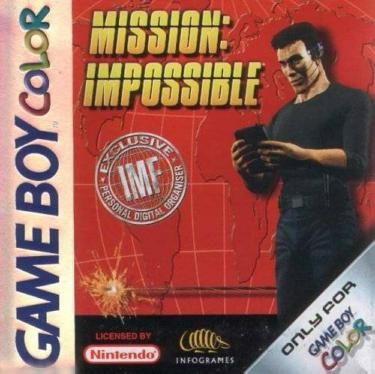 MISSION:
IMPOSSIBLE
GAME BOY COLOR
EXCLUSIVE
IMF
PERSONAL DIGITAL ORGANISER
LICENSED BY
Nintendo
INFOGRAMES
ONLY FOR
GAME BOY
COLOR